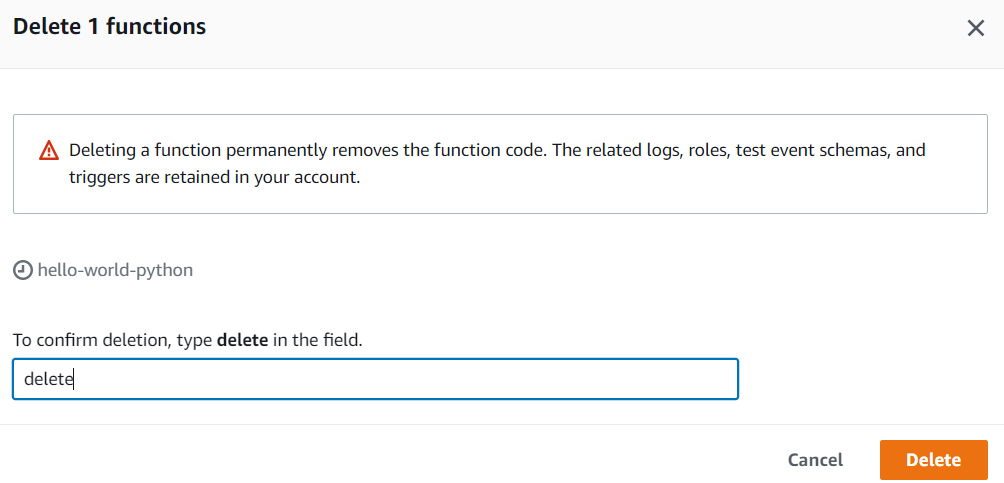 Delete 1 functions
Deleting a function permanently removes the function code. The related logs, roles, test event schemas, and
triggers are retained in your account.
hello-world-python
To confirm deletion, type delete in the field.
delete
Cancel
Delete